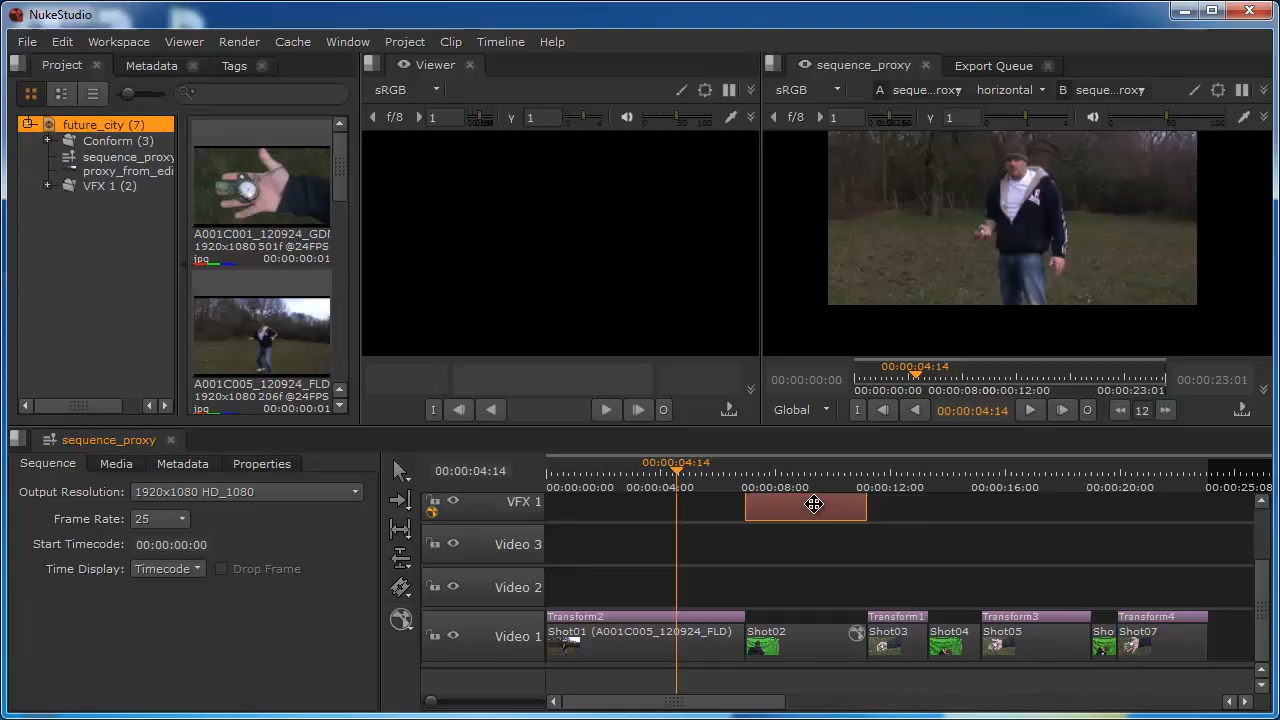 NukeStudio
File Edit Workspace Viewer Render Cache Window Project Clip Timeline Help
Project Metadata Tags
Viewer
sequence_proxy Export Queue
sRGB
sRGB A seque...roxy horizontal B seque...roxy
f/8 1 γ 1
f/8 1 γ 1
future_city (7)
Conform (3)
sequence_proxy
proxy_from_edi
VFX 1 (2)
A001C001_120924_GDI
1920x1080 501f @24FPS
jpg 00:00:00:01
A001C005_120924_FLD
1920x1080 206f @24FPS
jpg 00:00:00:01
00:00:04:14
00:00:00:00 00:00:23:01
00:00:00:00 00:00:08:00 00:00:12:00 00:00:23:01
I O
Global I 00:00:04:14 O 12
sequence_proxy
Sequence Media Metadata Properties
Output Resolution: 1920x1080 HD_1080
Frame Rate: 25
Start Timecode: 00:00:00:00
Time Display: Timecode Drop Frame
00:00:04:14
00:00:04:14
00:00:00:00 00:00:04:00 00:00:08:00 00:00:12:00 00:00:16:00 00:00:20:00 00:00:25:08
VFX 1
Video 3
Video 2
Transform2 Transform1 Transform3 Transform4
Video 1
Shot01 (A001C005_120924_FLD) Shot02 Shot03 Shot04 Shot05 Sho Shot07